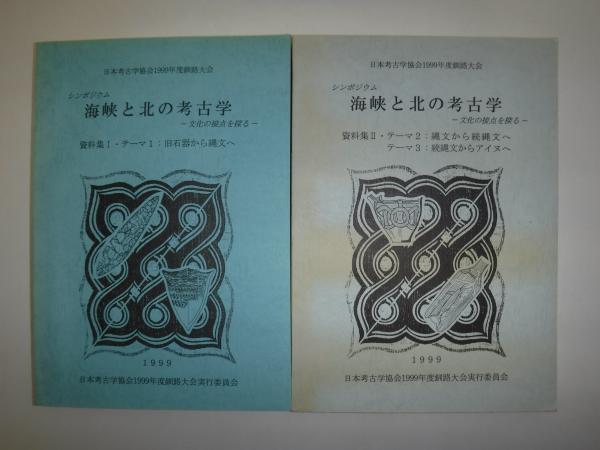 日本考古学協会1999年度釧路大会
シンポジウム
海峡と北の考古学
－文化の接点を探る－
資料集Ⅰ・テーマ1：旧石器から縄文へ
1999
日本考古学協会1999年度釧路大会実行委員会
日本考古学協会1999年度釧路大会
シンポジウム
海峡と北の考古学
－文化の接点を探る－
資料集Ⅱ・テーマ2：縄文から続縄文へ
テーマ3：続縄文からアイヌへ
1999
日本考古学協会1999年度釧路大会実行委員会